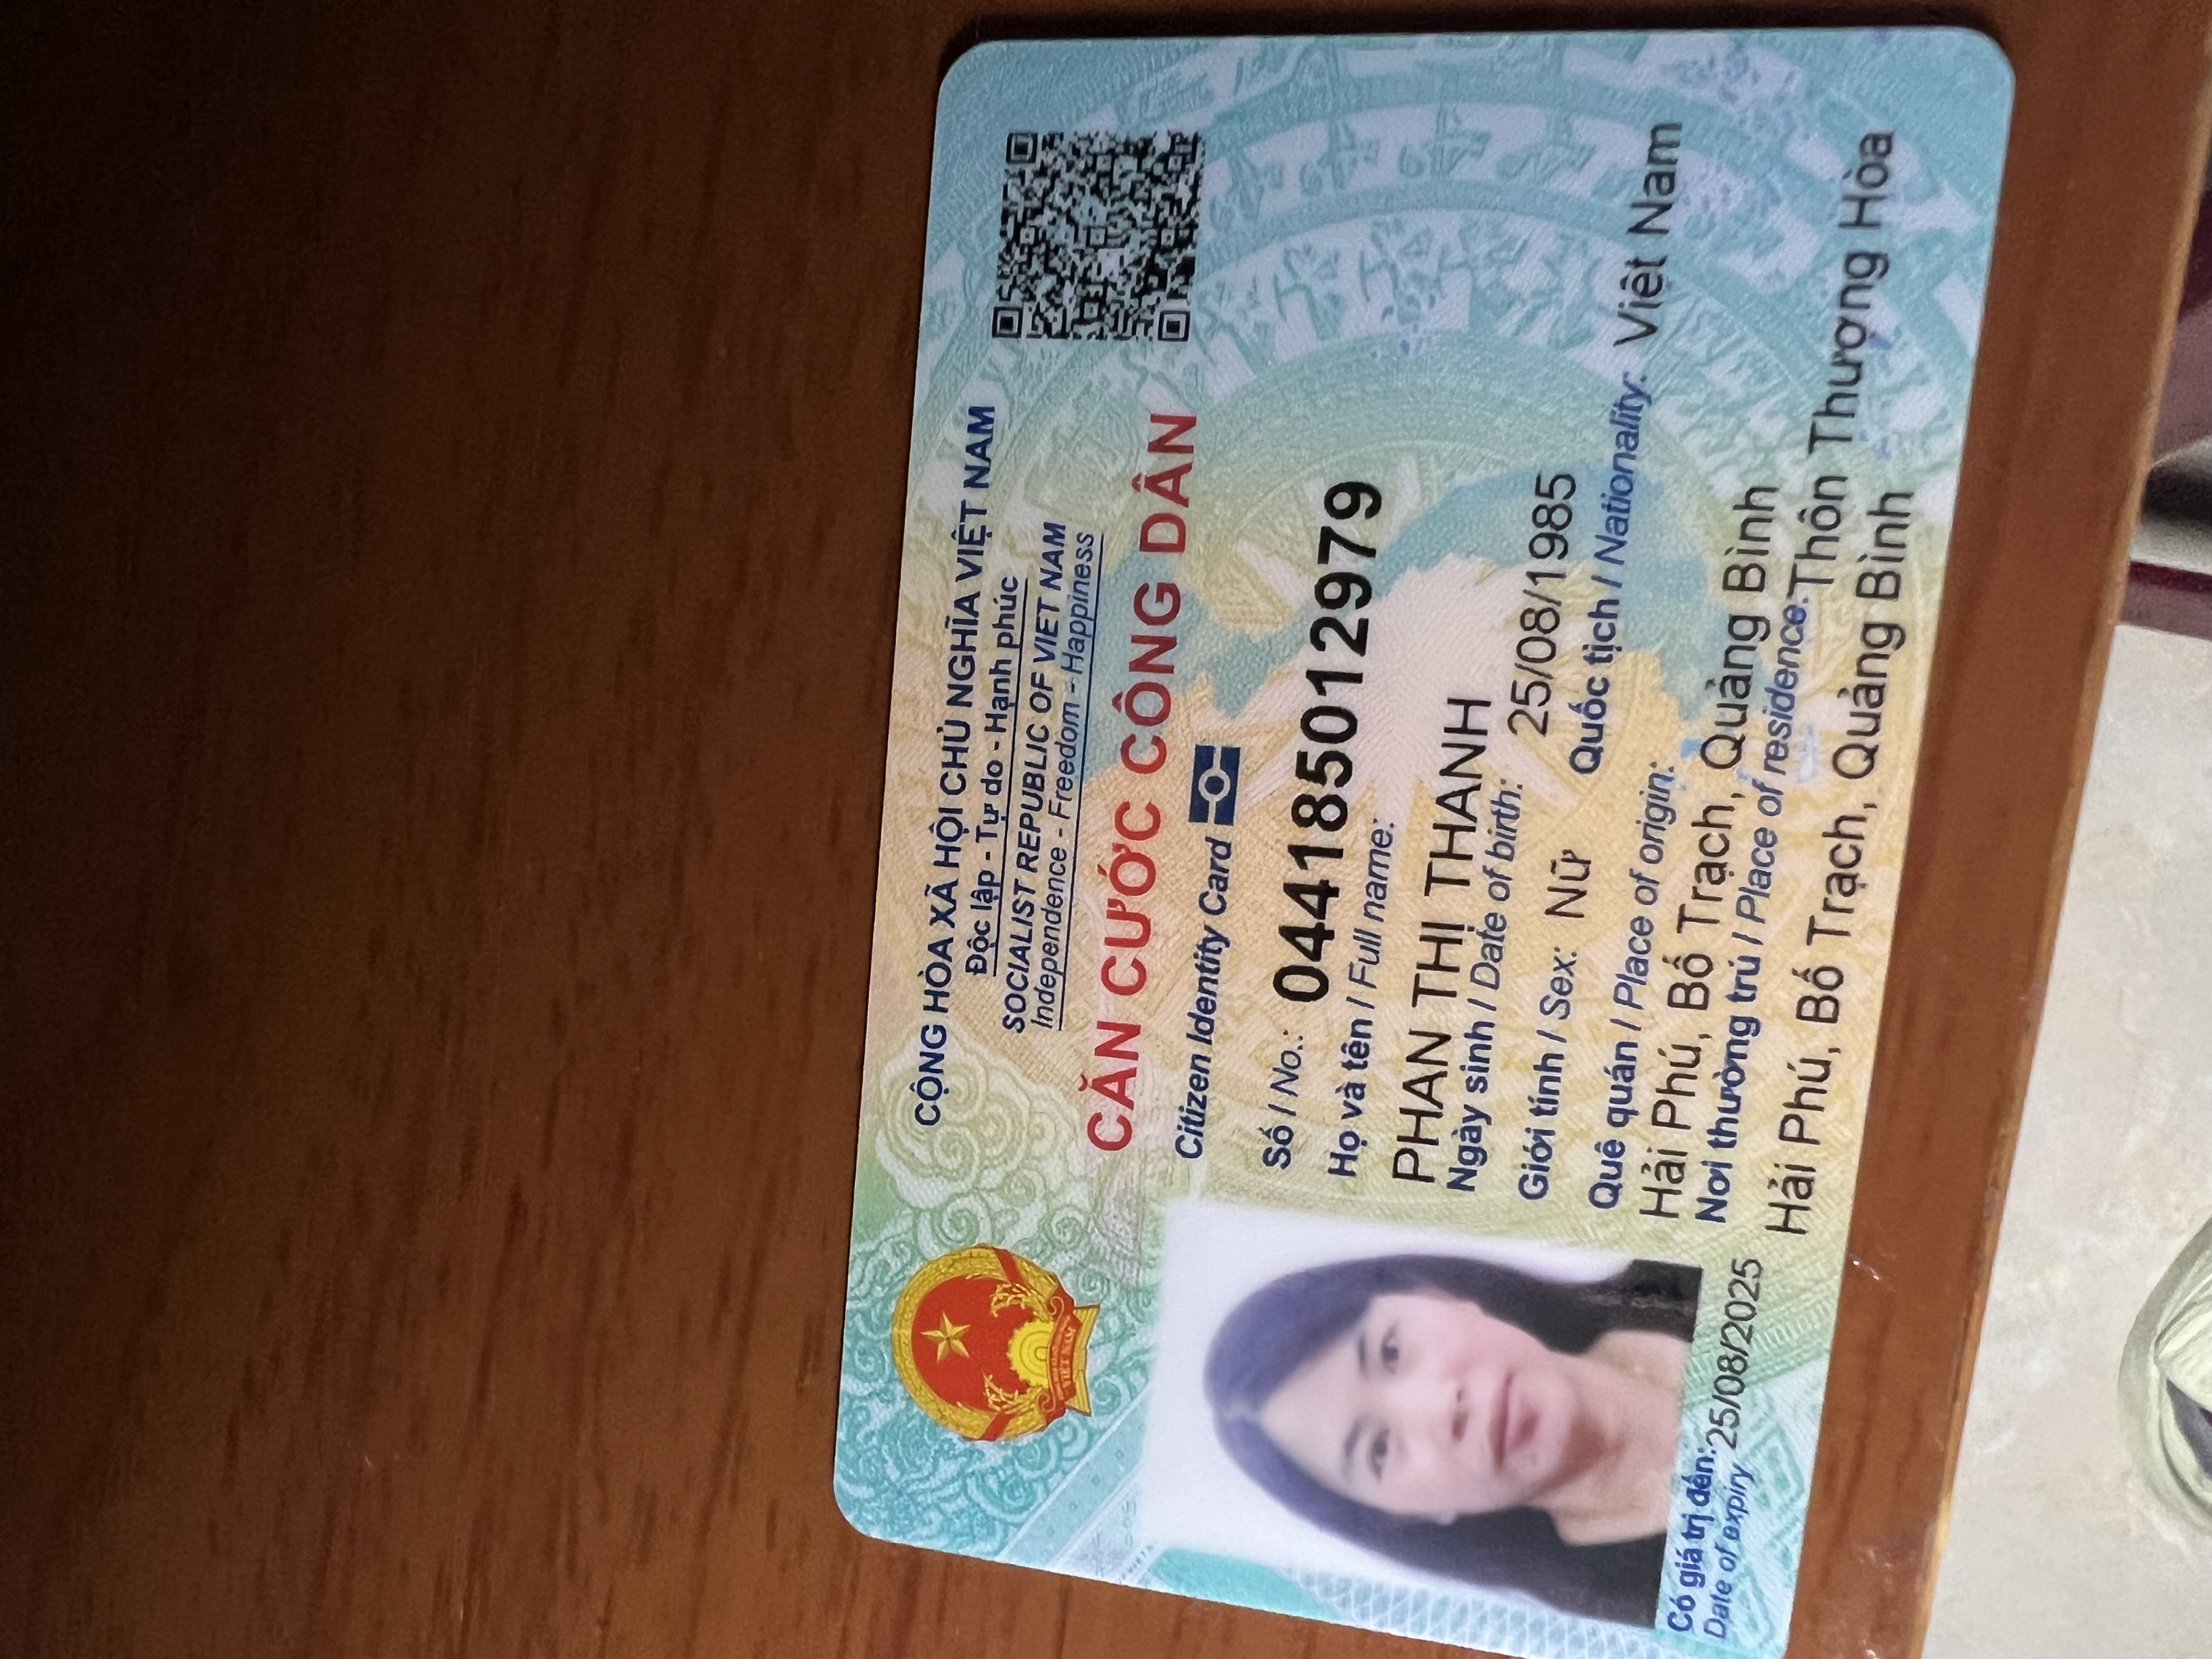 CỘNG HÒA XÃ HỘI CHỦ NGHĨA VIỆT NAM
Độc lập - Tự do - Hạnh phúc
SOCIALIST REPUBLIC OF VIET NAM
Independence - Freedom - Happiness
CĂN CƯỚC CÔNG DÂN
Citizen Identity Card
Số / No.: 044185012979
Họ và tên / Full name:
PHAN THỊ THANH
Ngày sinh / Date of birth: 25/08/1985
Giới tính / Sex: Nữ Quốc tịch / Nationality: Việt Nam
Quê quán / Place of origin:
Hải Phú, Bố Trạch, Quảng Bình
Nơi thường trú / Place of residence: Thôn Thượng Hòa
Hải Phú, Bố Trạch, Quảng Bình
Có giá trị đến: 25/08/2025
Date of expiry
VIỆT NAM